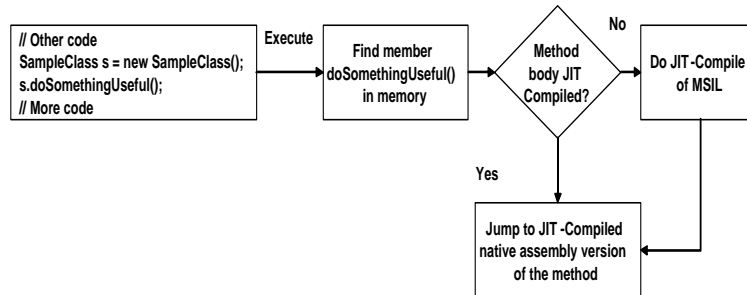 // Other code
SampleClass s = new SampleClass();
s.doSomethingUseful();
// More code
Execute
Find member
doSomethingUseful()
in memory
Method
body JIT
Compiled?
No
Do JIT -Compile
of MSIL
Yes
Jump to JIT -Compiled
native assembly version
of the method